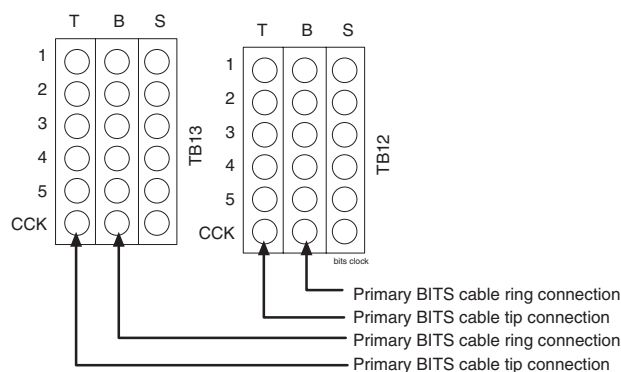 T B S
1
2
3
4
5
CCK
TB13
T B S
1
2
3
4
5
CCK
TB12
bits clock
Primary BITS cable ring connection
Primary BITS cable tip connection
Primary BITS cable ring connection
Primary BITS cable tip connection